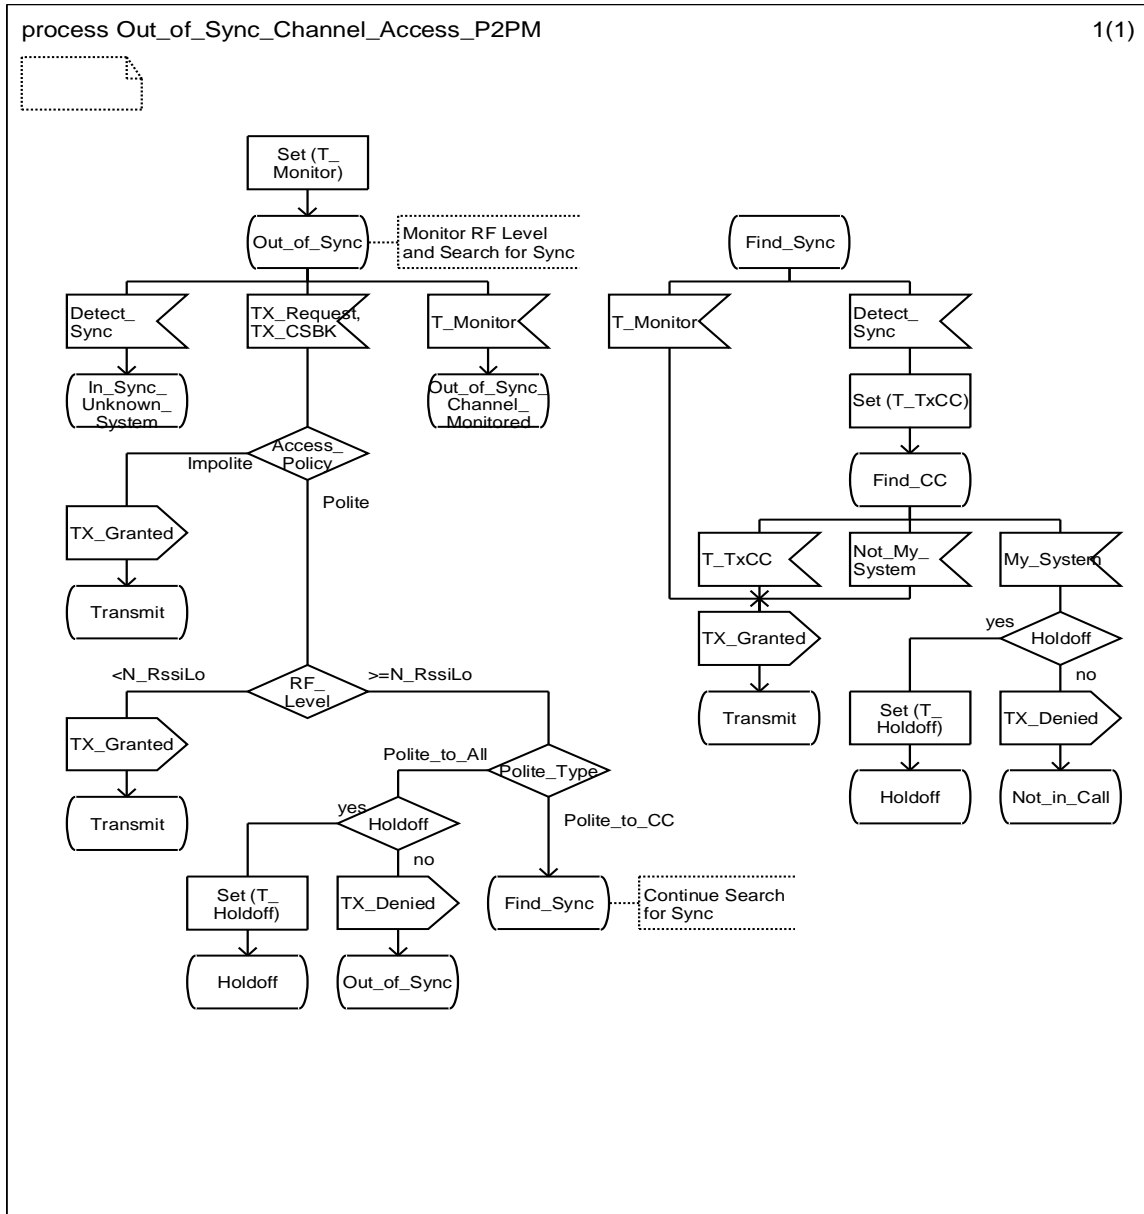 process Out_of_Sync_Channel_Access_P2PM
1(1)
Set (T_
Monitor)
Out_of_Sync
Monitor RF Level
and Search for Sync
Find_Sync
Detect_
Sync
TX_Request,
TX_CSBK
T_Monitor
T_Monitor
Detect_
Sync
In_Sync_
Unknown_
System
Out_of_Sync_
Channel_
Monitored
Set (T_TxCC)
Access_
Policy
Impolite
Polite
Find_CC
TX_Granted
T_TxCC
Not_My_
System
My_System
Transmit
TX_Granted
yes
Holdoff
no
<N_RssiLo
RF_
Level
>=N_RssiLo
Transmit
Set (T_
Holdoff)
TX_Denied
TX_Granted
Polite_to_All
Polite_Type
Holdoff
Not_in_Call
Transmit
yes
Holdoff
Polite_to_CC
no
Set (T_
Holdoff)
TX_Denied
Find_Sync
Continue Search
for Sync
Holdoff
Out_of_Sync